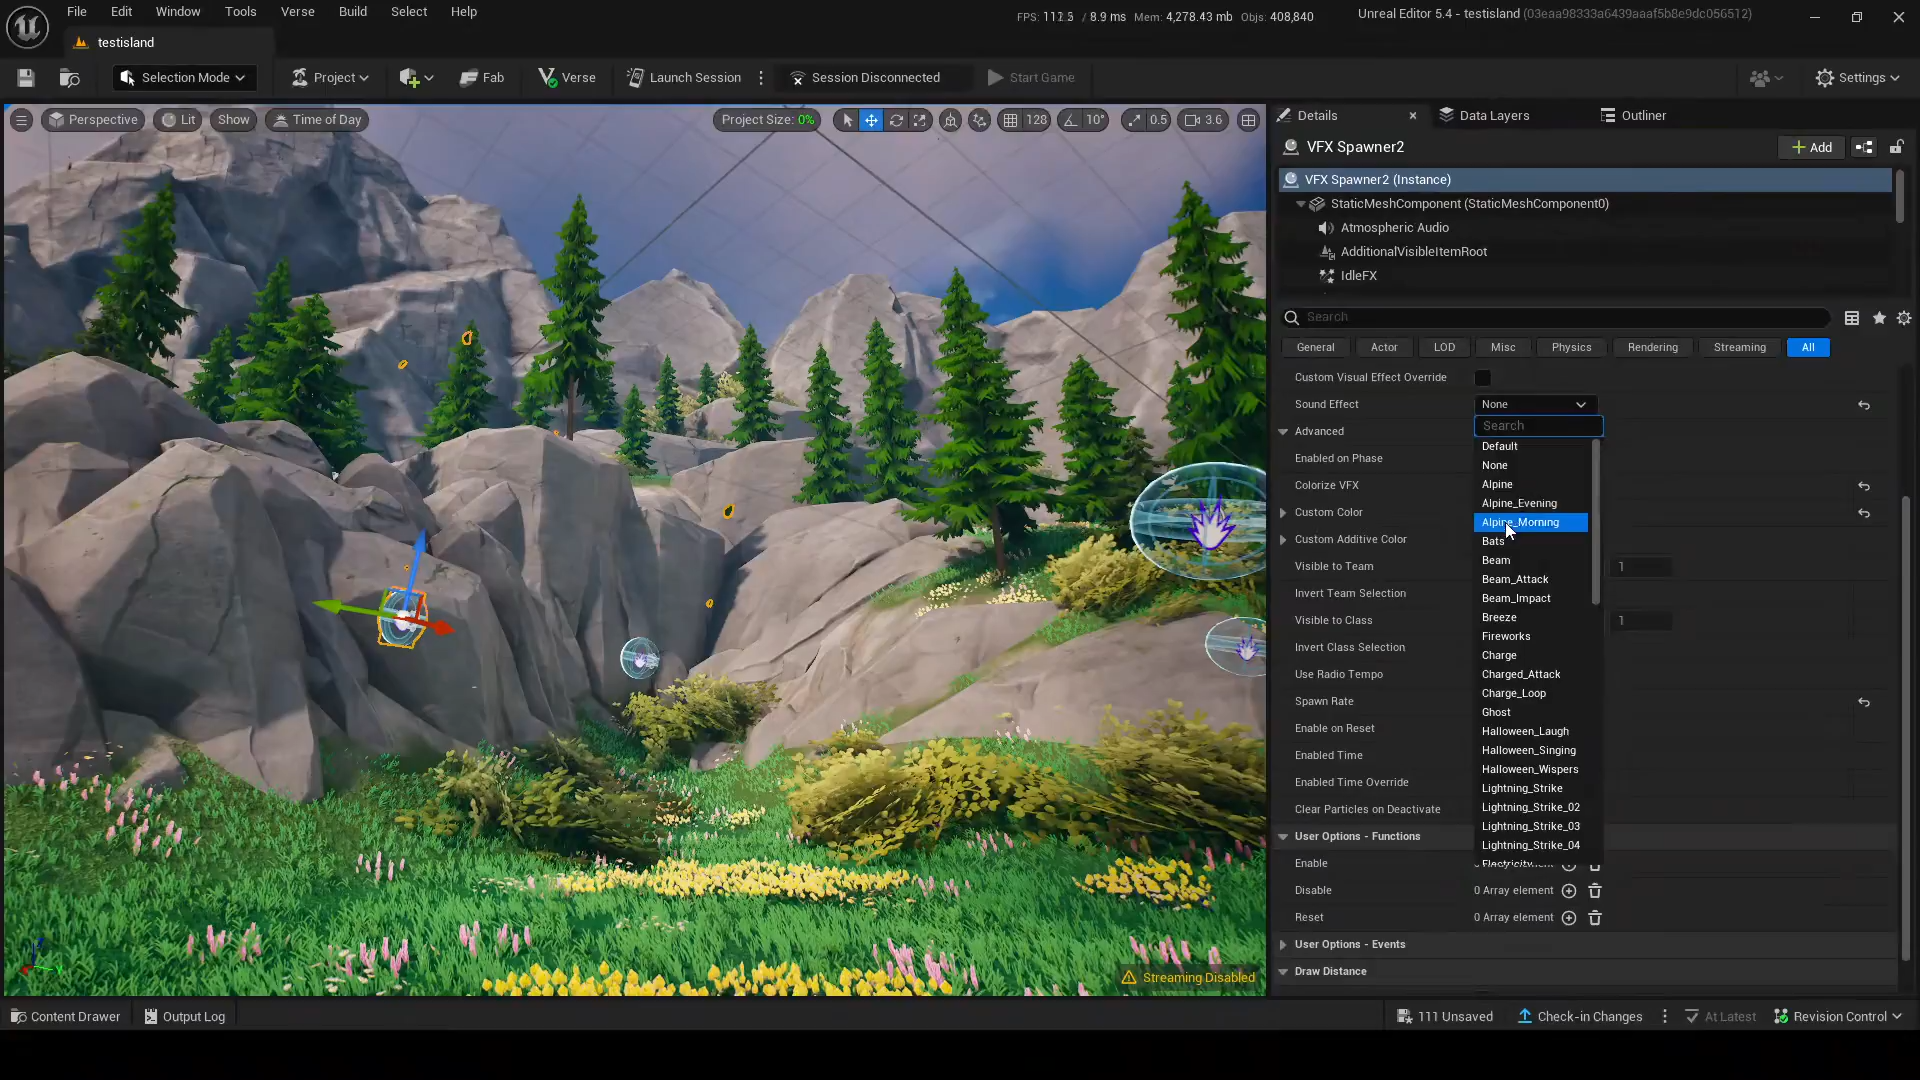 File Edit Window Tools Verse Build Select Help
Mem: 4,278.43 mb Objs: 408,840
Unreal Editor 5.4 - testisland (03eaa98333a6439aaaf5b8e9dc056512)
testisland
Selection Mode Project Fab Verse Launch Session Session Disconnected Start Game Settings
Perspective Lit Show Time of Day Project Size: 0% 128 10° 0.5 3.6
Details Data Layers Outliner
VFX Spawner2 Add
VFX Spawner2 (Instance)
StaticMeshComponent (StaticMeshComponent0)
Atmospheric Audio
AdditionalVisibleItemRoot
IdleFX
Search
General Actor LOD Misc Physics Rendering Streaming All
Custom Visual Effect Override
Sound Effect None
Search
Advanced
Default
Enabled on Phase
None
Colorize VFX
Alpine
Alpine_Evening
Custom Color
Alpine_Morning
Custom Additive Color
Bats
Beam
Visible to Team 1
Beam_Attack
Invert Team Selection
Beam_Impact
Visible to Class 1
Breeze
Fireworks
Invert Class Selection
Charge
Use Radio Tempo
Charged_Attack
Charge_Loop
Spawn Rate
Ghost
Enable on Reset
Halloween_Laugh
Enabled Time
Halloween_Singing
Halloween_Wispers
Enabled Time Override
Lightning_Strike
Clear Particles on Deactivate
Lightning_Strike_02
Lightning_Strike_03
User Options - Functions
Lightning_Strike_04
Enable
Disable 0 Array element
Reset 0 Array element
User Options - Events
Draw Distance
Streaming Disabled
Content Drawer Output Log 111 Unsaved Check-in Changes At Latest Revision Control